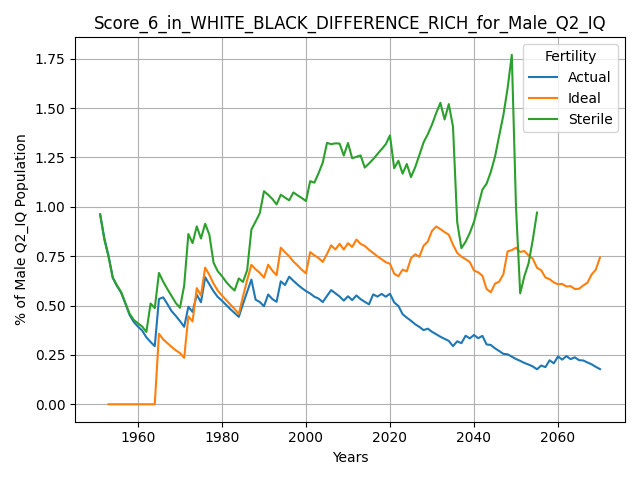 Score_6_in_WHITE_BLACK_DIFFERENCE_RICH_for_Male_Q2_IQ
% of Male Q2_IQ Population
1.75
1.50
1.25
1.00
0.75
0.50
0.25
0.00
Fertility
Actual
Ideal
Sterile
1960
1980
2000
2020
2040
2060
Years